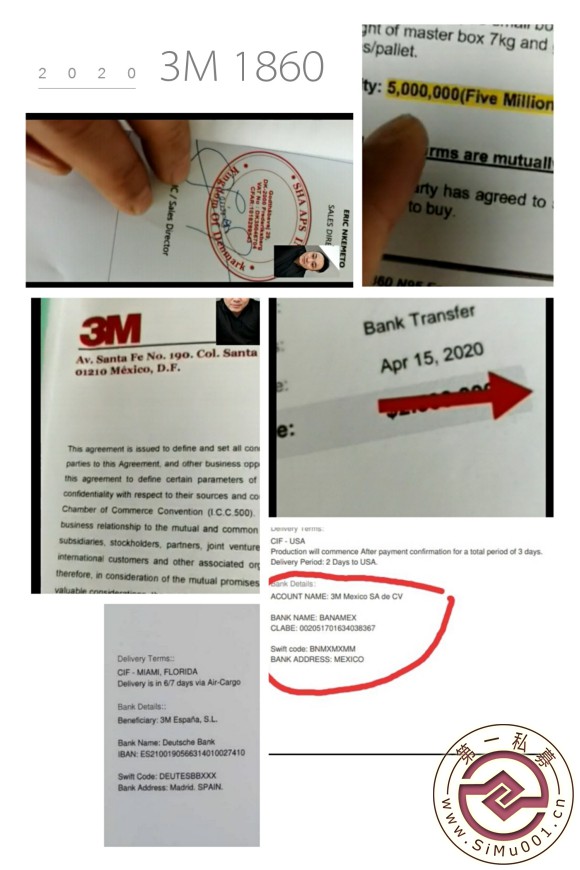 2020 3M 1860
ght of master box 7kg and
s/pallet.
ty: 5,000,000(Five Million
rms are mutuall
arty has agreed to
to buy.
ERIC NKEMETO
SALES DIRE
/ Sales Director
SHA APS
Kingdom Of Denmark
3M
Av. Santa Fe No. 190. Col. Santa
01210 México, D.F.
This agreement is issued to define and set all con
parties to this Agreement, and other business opp
this agreement to define certain parameters of
confidentiality with respect to their sources and co
Chamber of Commerce Convention (I.C.C.500).
business relationship to the mutual and common
subsidiaries, stockholders, partners, joint venture
international customers and other associated org
therefore, in consideration of the mutual promises
valuable
Bank Transfer
Apr 15, 2020
e:
Delivery Terms:
CIF - USA
Production will commence After payment confirmation for a total period of 3 days.
Delivery Period: 2 Days to USA.
Bank Details:
ACOUNT NAME: 3M Mexico SA de CV
BANK NAME: BANAMEX
CLABE: 002051701634038367
Swift code: BNMXMXMM
BANK ADDRESS: MEXICO
Delivery Terms::
CIF - MIAMI, FLORIDA
Delivery is in 6/7 days via Air-Cargo
Bank Details::
Beneficiary: 3M España, S.L.
Bank Name: Deutsche Bank
IBAN: ES2100190566314010027410
Swift Code: DEUTESBBXXX
Bank Address: Madrid. SPAIN.
第一私募
www.SiMu001.cn